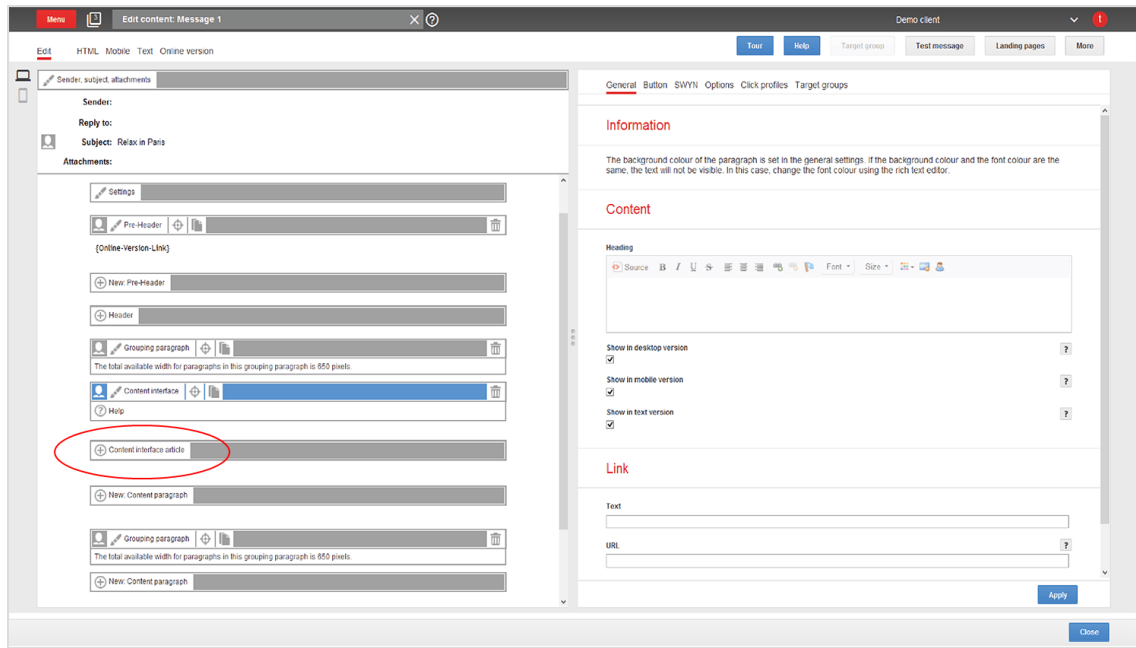 Menu
3
Edit content: Message 1
Demo client
t
Edit HTML Mobile Text Online version
Tour Help Target group Test message Landing pages More
Sender, subject, attachments
Sender:
Reply to:
Subject: Relax in Paris
Attachments:
Settings
Pre-Header
{Online-Version-Link}
New: Pre-Header
Header
Grouping paragraph
The total available width for paragraphs in this grouping paragraph is 650 pixels.
Content interface
? Help
Content interface article
New: Content paragraph
Grouping paragraph
The total available width for paragraphs in this grouping paragraph is 650 pixels.
New: Content paragraph
General Button SWYN Options Click profiles Target groups
Information
The background colour of the paragraph is set in the general settings. If the background colour and the font colour are the
same, the text will not be visible. In this case, change the font colour using the rich text editor.
Content
Heading
Source B I U S Font Size
Show in desktop version ?
Show in mobile version ?
Show in text version ?
Link
Text
URL ?
Apply
Close